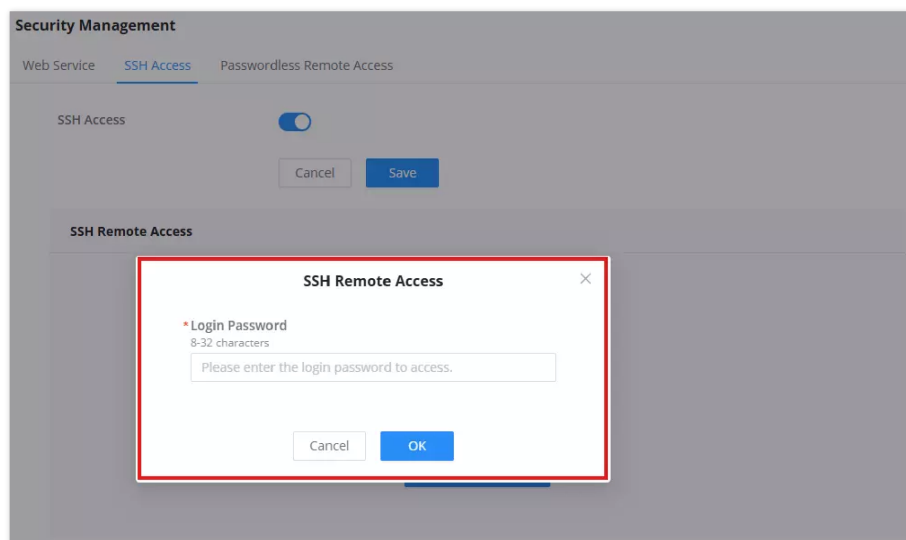 Security Management
Web Service SSH Access Passwordless Remote Access
SSH Access
Cancel Save
SSH Remote Access
SSH Remote Access
* Login Password
8-32 characters
Please enter the login password to access.
Cancel OK